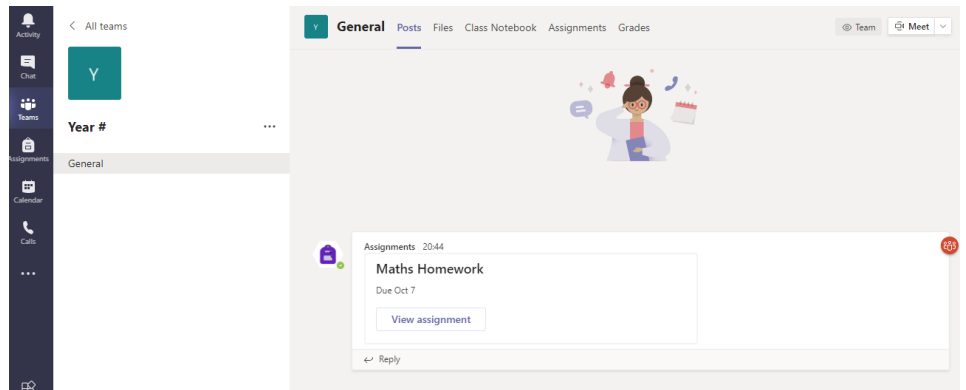 Activity
Chat
Teams
Assignments
Calendar
Calls
All teams
Y
Year #
General
Y
General Posts Files Class Notebook Assignments Grades
Team
Meet
Assignments 20:44
Maths Homework
Due Oct 7
View assignment
Reply